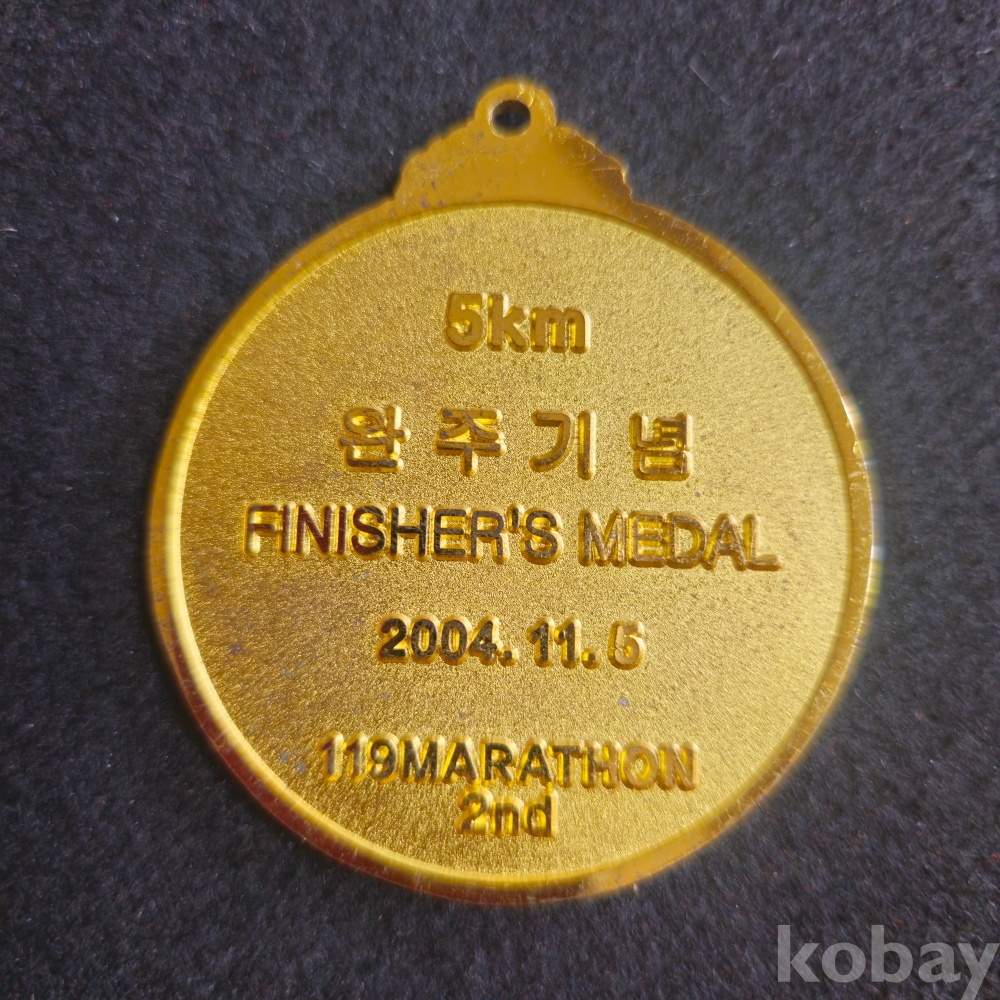 5km
완주기념
FINISHER'S MEDAL
2004. 11. 5
119MARATHON
2nd
kobay